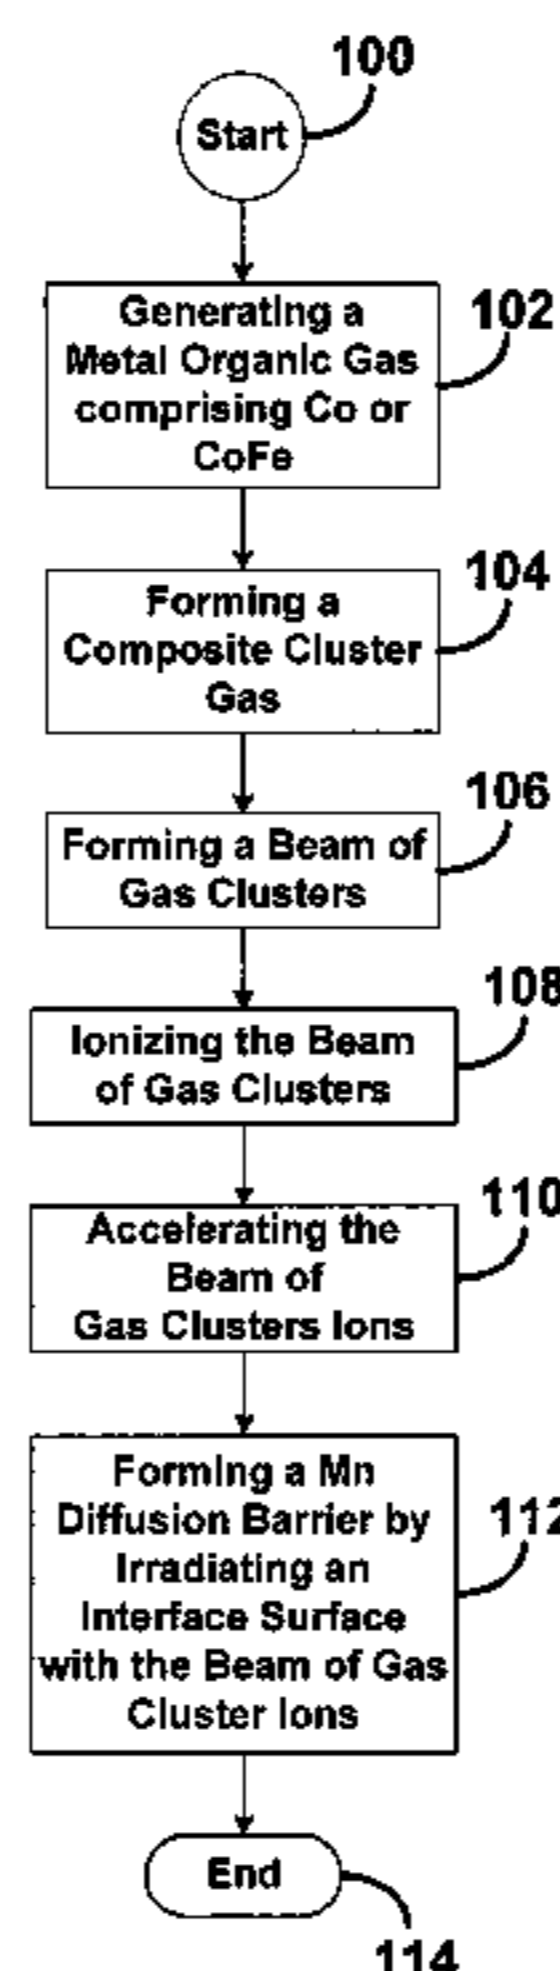 100
Start
Generating a
102
Metal Organic Gas
comprising Co or
CoFe
104
Forming a
Composite Cluster
Gas
106
Forming a Beam of
Gas Clusters
108
Ionizing the Beam
of Gas Clusters
110
Accelerating the
Beam of
Gas Clusters Ions
Forming a Mn
Diffusion Barrier by
112
Irradiating an
Interface Surface
with the Beam of Gas
Cluster Ions
End
114